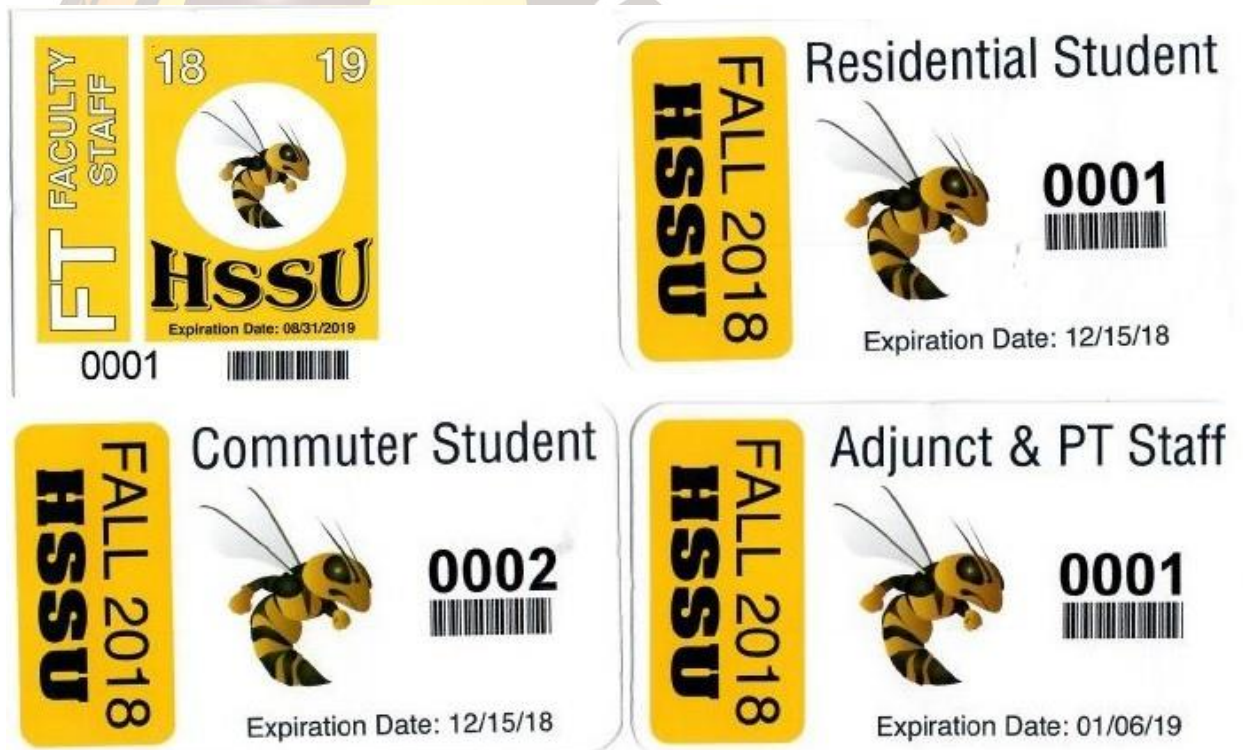 18 19
FT FACULTY
STAFF
HSSU
Expiration Date: 08/31/2019
0001
Residential Student
FALL 2018
HSSU
0001
Expiration Date: 12/15/18
Commuter Student
FALL 2018
HSSU
0002
Expiration Date: 12/15/18
Adjunct & PT Staff
FALL 2018
HSSU
0001
Expiration Date: 01/06/19